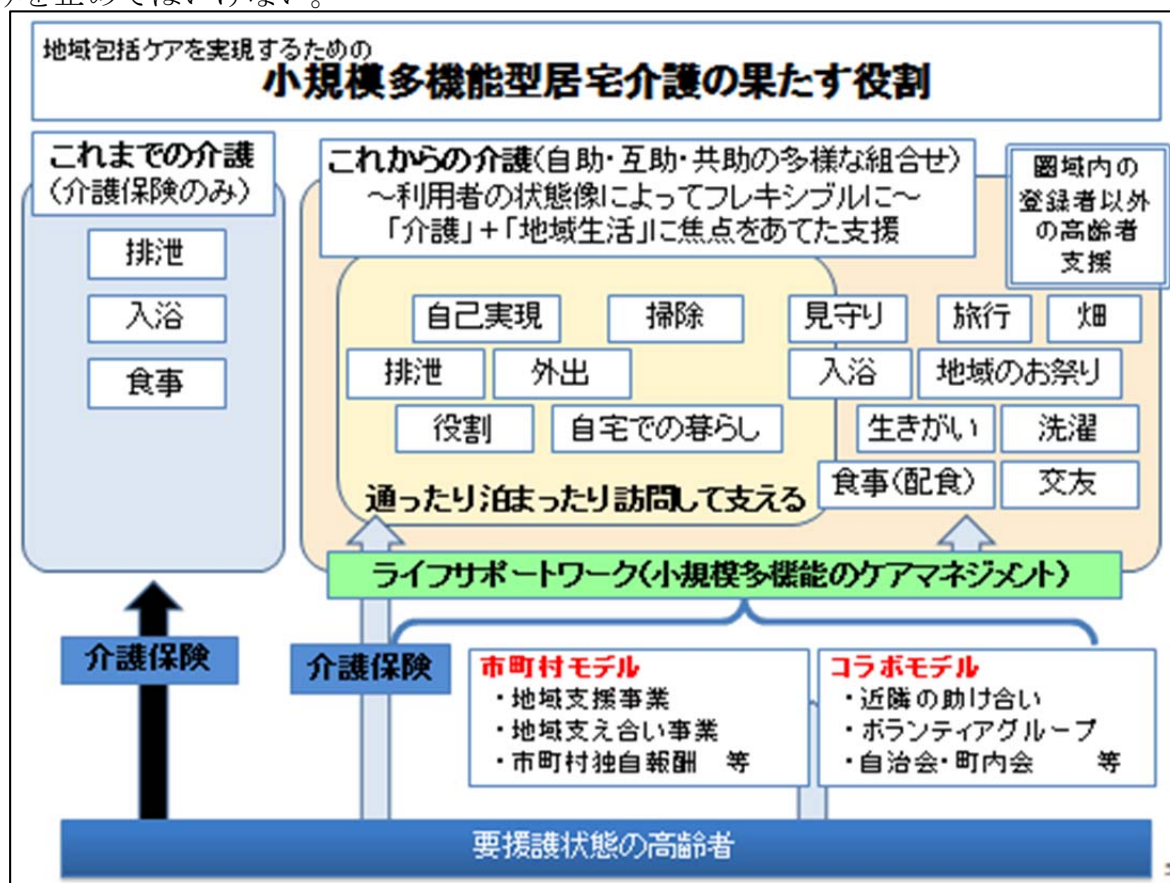 を止めてはいけない。
地域包括ケアを実現するための
小規模多機能型居宅介護の果たす役割
これまでの介護
(介護保険のみ)
排泄
入浴
食事
これからの介護(自助・互助・共助の多様な組合せ)
～利用者の状態像によってフレキシブルに～
「介護」+「地域生活」に焦点をあてた支援
圏域内の
登録者以外
の高齢者
支援
自己実現
掃除
見守り
旅行
畑
排泄
外出
入浴
地域のお祭り
役割
自宅での暮らし
生きがい
洗濯
食事(配食)
交友
通ったり泊まったり訪問して支える
ライフサポートワーク(小規模多機能のケアマネジメント)
介護保険
介護保険
市町村モデル
・地域支援事業
・地域支え合い事業
・市町村独自報酬 等
コラボモデル
・近隣の助け合い
・ボランティアグループ
・自治会・町内会 等
要援護状態の高齢者